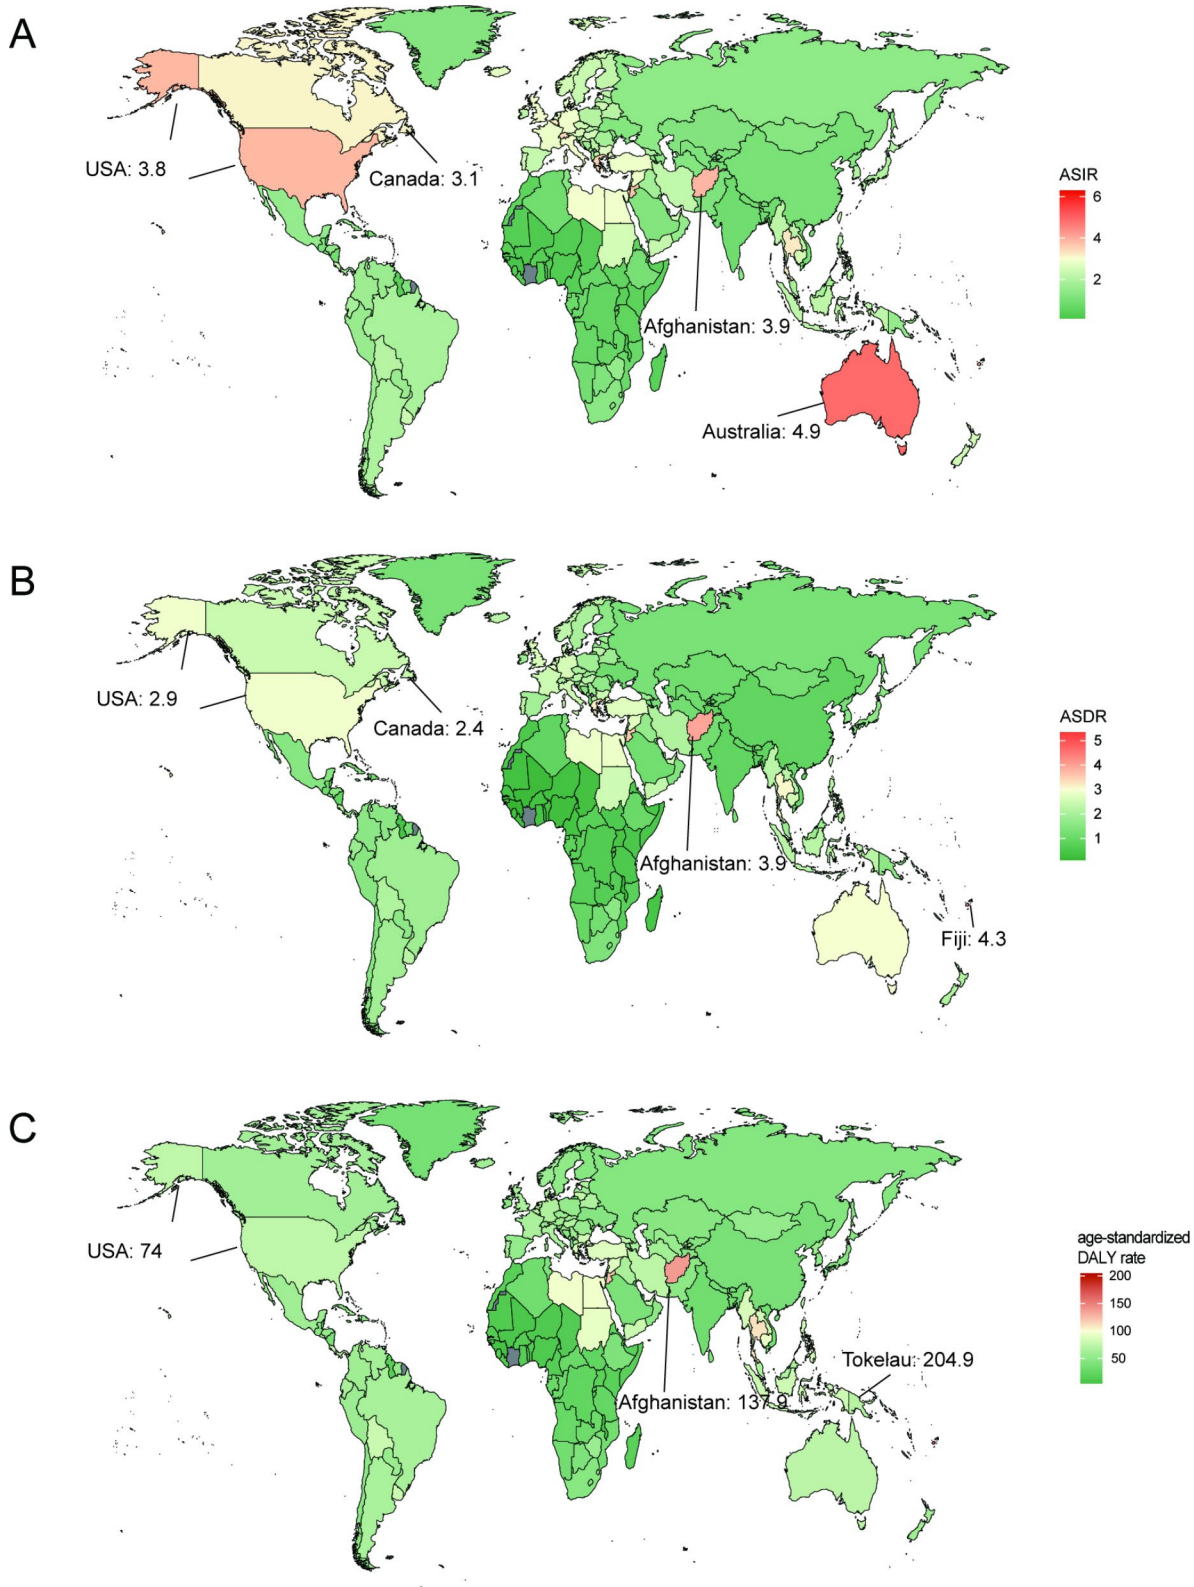 A
USA: 3.8
Canada: 3.1
Afghanistan: 3.9
Australia: 4.9
ASIR
6
4
2
B
USA: 2.9
Canada: 2.4
Afghanistan: 3.9
Fiji: 4.3
ASDR
5
4
3
2
1
C
USA: 74
Afghanistan: 137.9
Tokelau: 204.9
age-standardized
DALY rate
200
150
100
50